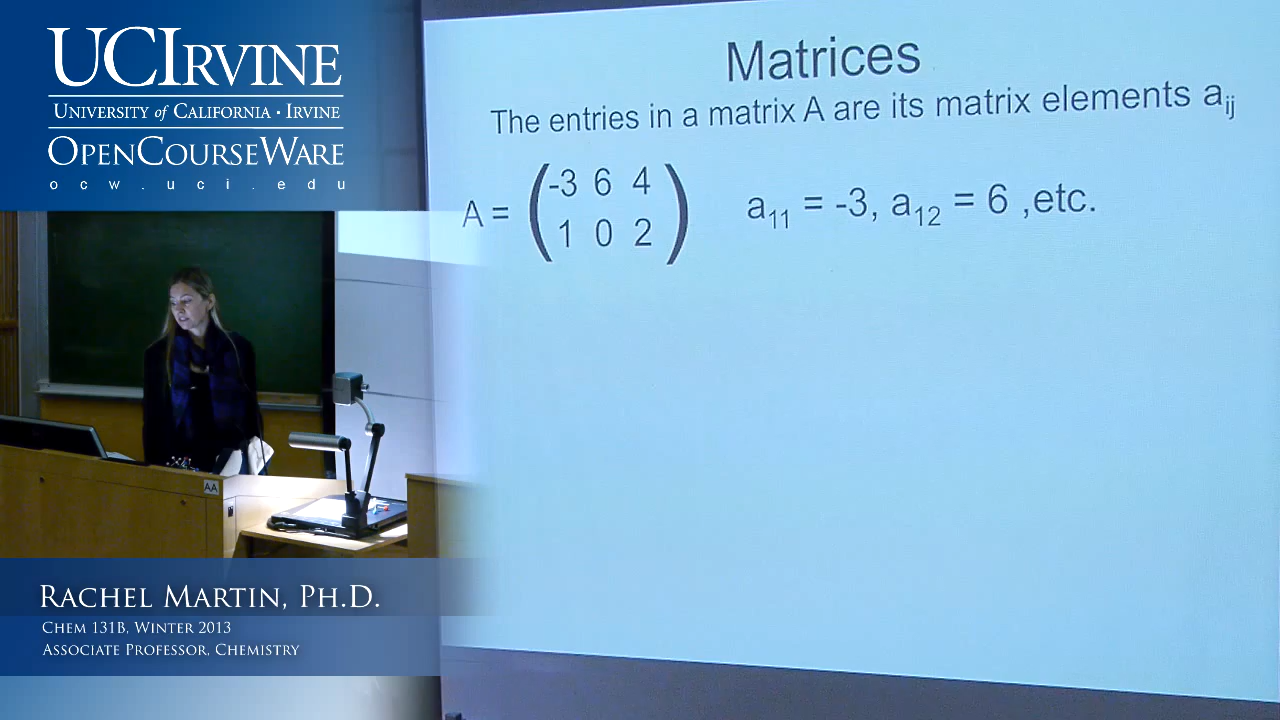 UCIRVINE
UNIVERSITY of CALIFORNIA · IRVINE
OPENCOURSEWARE
ocw.uci.edu
Matrices
The entries in a matrix A are its matrix elements aij
A = (-3 6 4
1 0 2)
a11 = -3, a12 = 6 ,etc.
AA
RACHEL MARTIN, PH.D.
CHEM 131B, WINTER 2013
ASSOCIATE PROFESSOR, CHEMISTRY